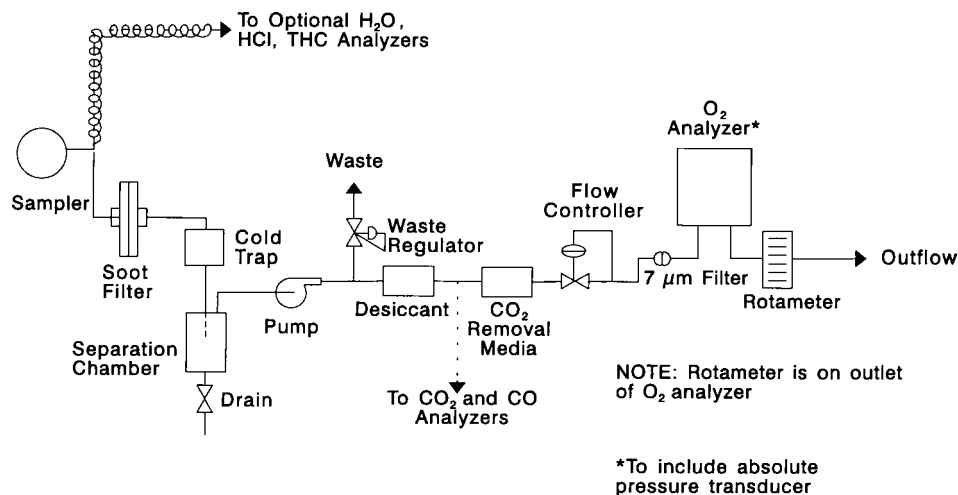 To Optional H₂O,
HCl, THC Analyzers
O₂
Analyzer*
Waste
Flow
Controller
Sampler
Waste
Regulator
Cold
Trap
Outflow
Soot
Filter
7 μm Filter
Rotameter
Pump
Desiccant
CO₂
Removal
Media
Separation
Chamber
Drain
To CO₂ and CO
Analyzers
NOTE: Rotameter is on outlet
of O₂ analyzer
*To include absolute
pressure transducer